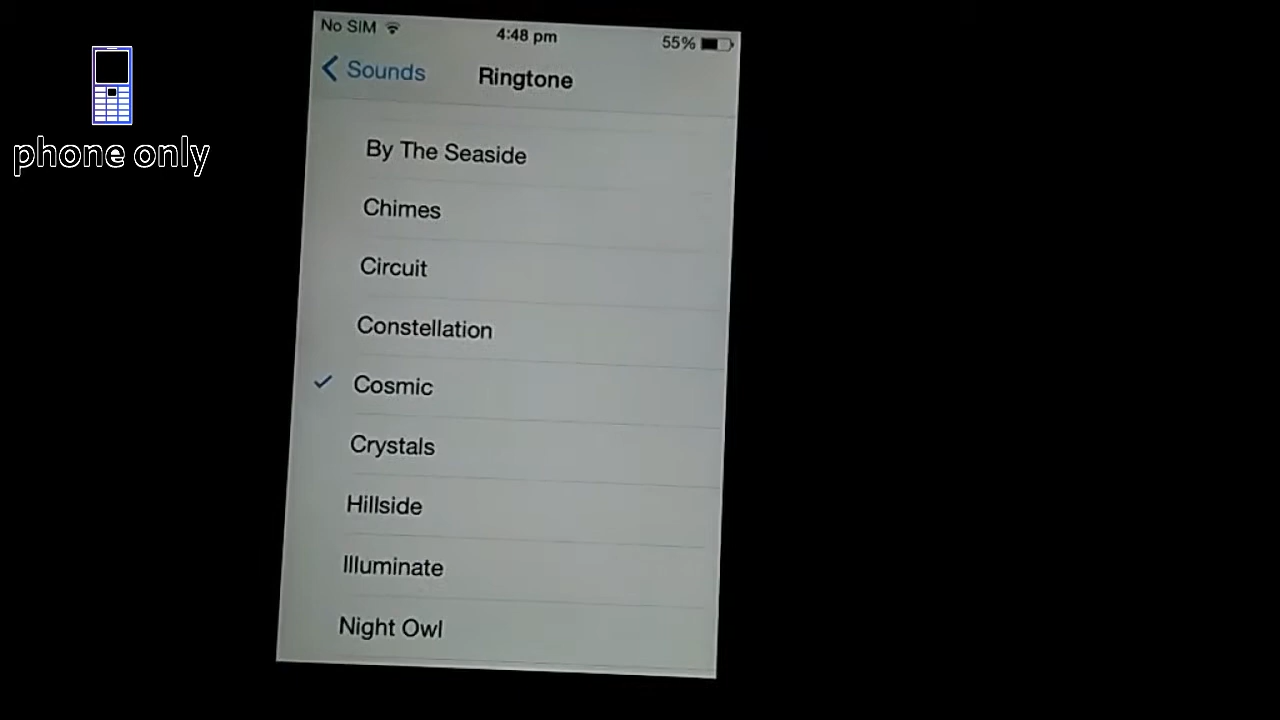 phone only
No SIM 4:48 pm 55%
Sounds Ringtone
By The Seaside
Chimes
Circuit
Constellation
Cosmic
Crystals
Hillside
Illuminate
Night Owl